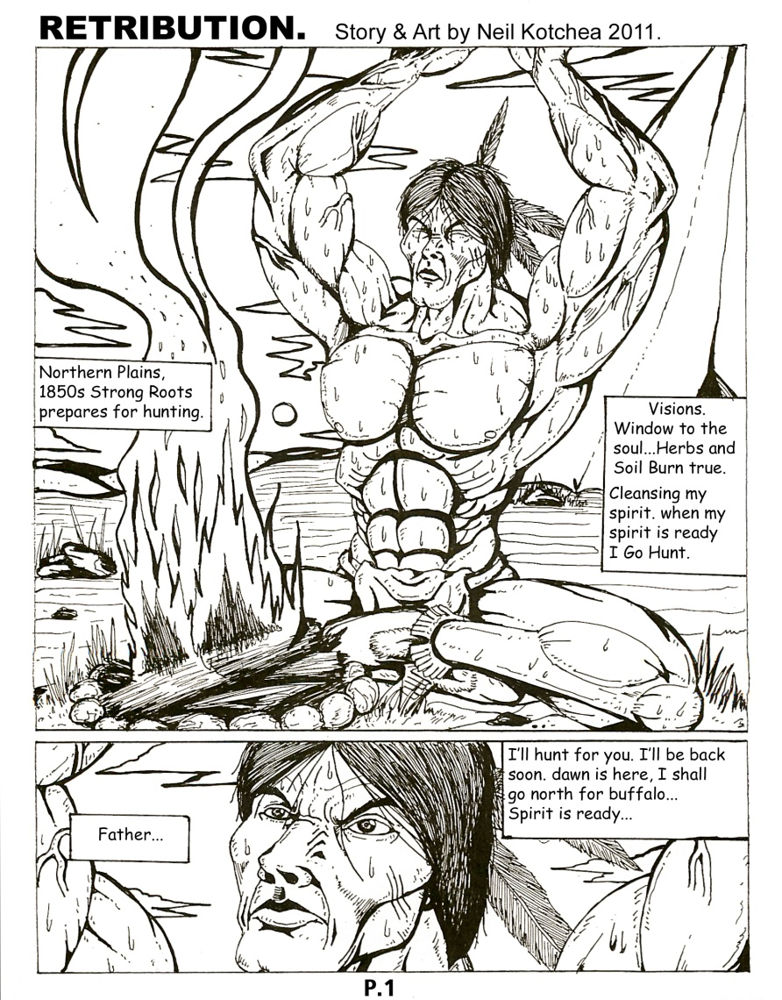 RETRIBUTION. Story & Art by Neil Kotchea 2011.
Northern Plains,
1850s Strong Roots
prepares for hunting.
Visions.
Window to the
soul...Herbs and
Soil Burn true.
Cleansing my
spirit. when my
spirit is ready
I Go Hunt.
Father...
I'll hunt for you. I'll be back
soon. dawn is here, I shall
go north for buffalo...
Spirit is ready...
P.1